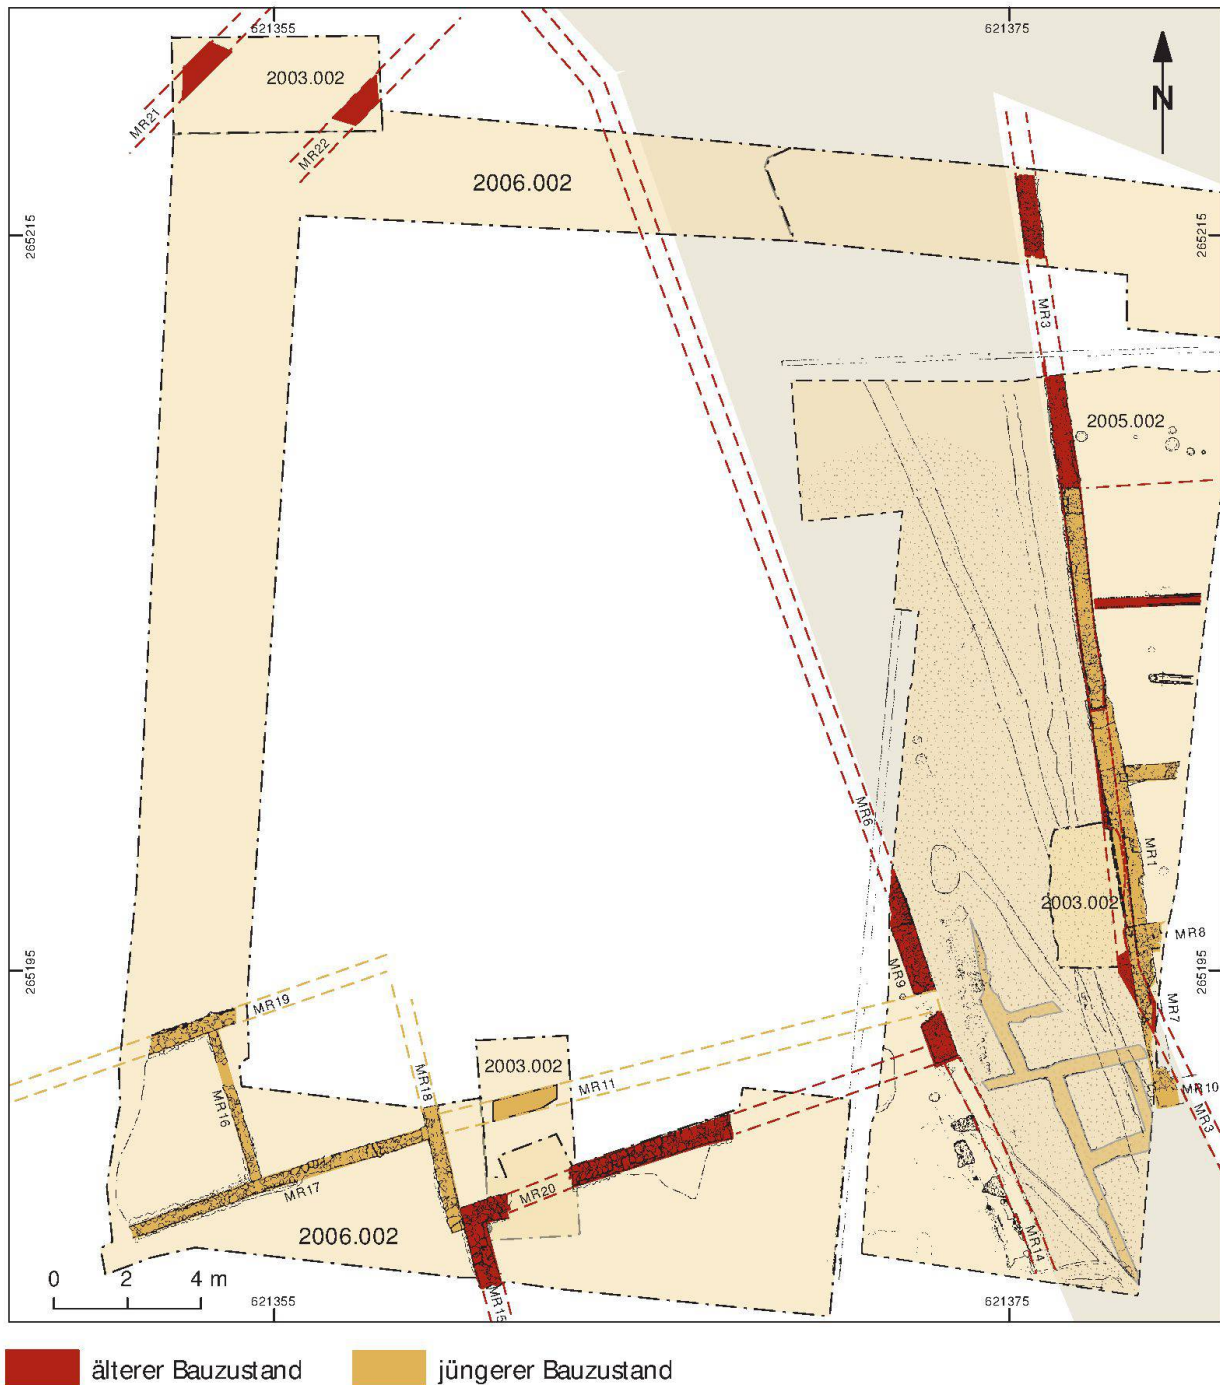 621355
621375
2003.002
N
MR21
MR22
2006.002
265215
265215
MR3
2005.002
MR6
MR1
2003.002
MR8
265195
265195
MR9
MR19
MR7
2003.002
MR18
MR11
MR10
MR16
MR3
MR17
MR20
2006.002
MR14
0 2 4 m
621355
MR15
621375
älterer Bauzustand
jüngerer Bauzustand